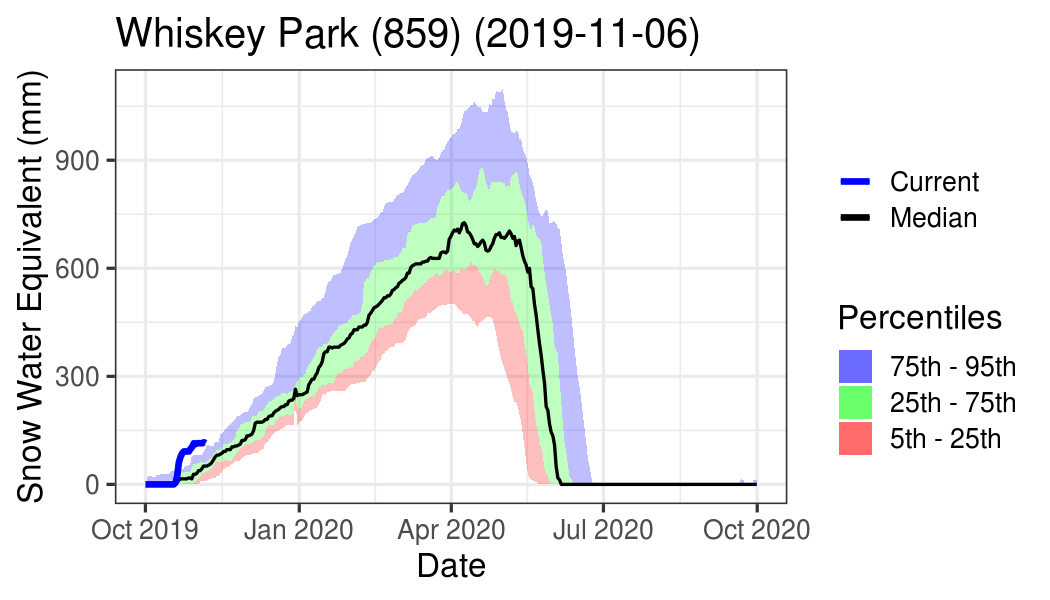 Whiskey Park (859) (2019-11-06)
Snow Water Equivalent (mm)
900
600
300
0
Oct 2019
Jan 2020
Apr 2020
Jul 2020
Oct 2020
Date
Current
Median
Percentiles
75th - 95th
25th - 75th
5th - 25th